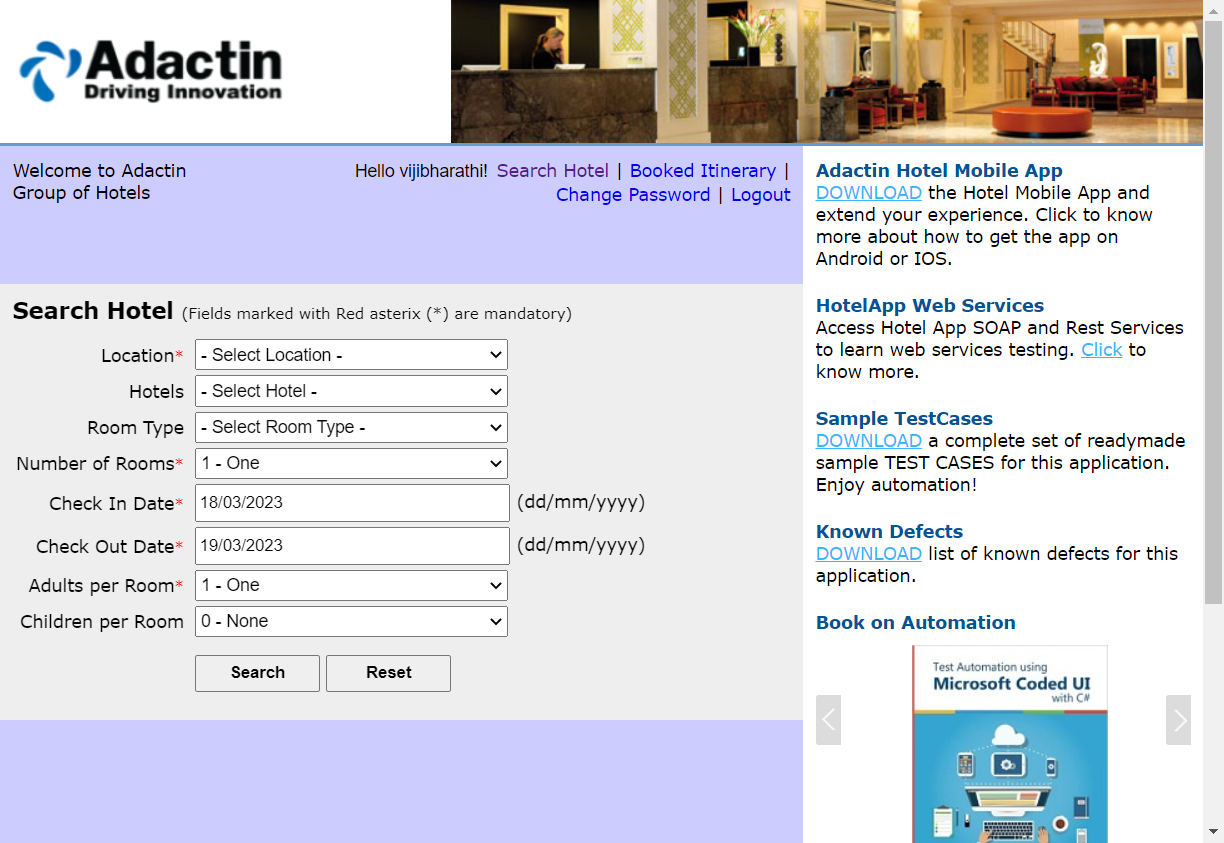 Adactin
Driving Innovation
Welcome to Adactin
Group of Hotels
Hello vijibharathi! Search Hotel | Booked Itinerary |
Change Password | Logout
Search Hotel (Fields marked with Red asterix (*) are mandatory)
Location* - Select Location -
Hotels - Select Hotel -
Room Type - Select Room Type -
Number of Rooms* 1 - One
Check In Date* 18/03/2023 (dd/mm/yyyy)
Check Out Date* 19/03/2023 (dd/mm/yyyy)
Adults per Room* 1 - One
Children per Room 0 - None
Search Reset
Adactin Hotel Mobile App
DOWNLOAD the Hotel Mobile App and
extend your experience. Click to know
more about how to get the app on
Android or IOS.
HotelApp Web Services
Access Hotel App SOAP and Rest Services
to learn web services testing. Click to
know more.
Sample TestCases
DOWNLOAD a complete set of readymade
sample TEST CASES for this application.
Enjoy automation!
Known Defects
DOWNLOAD list of known defects for this
application.
Book on Automation
Test Automation using
Microsoft Coded UI
with C#